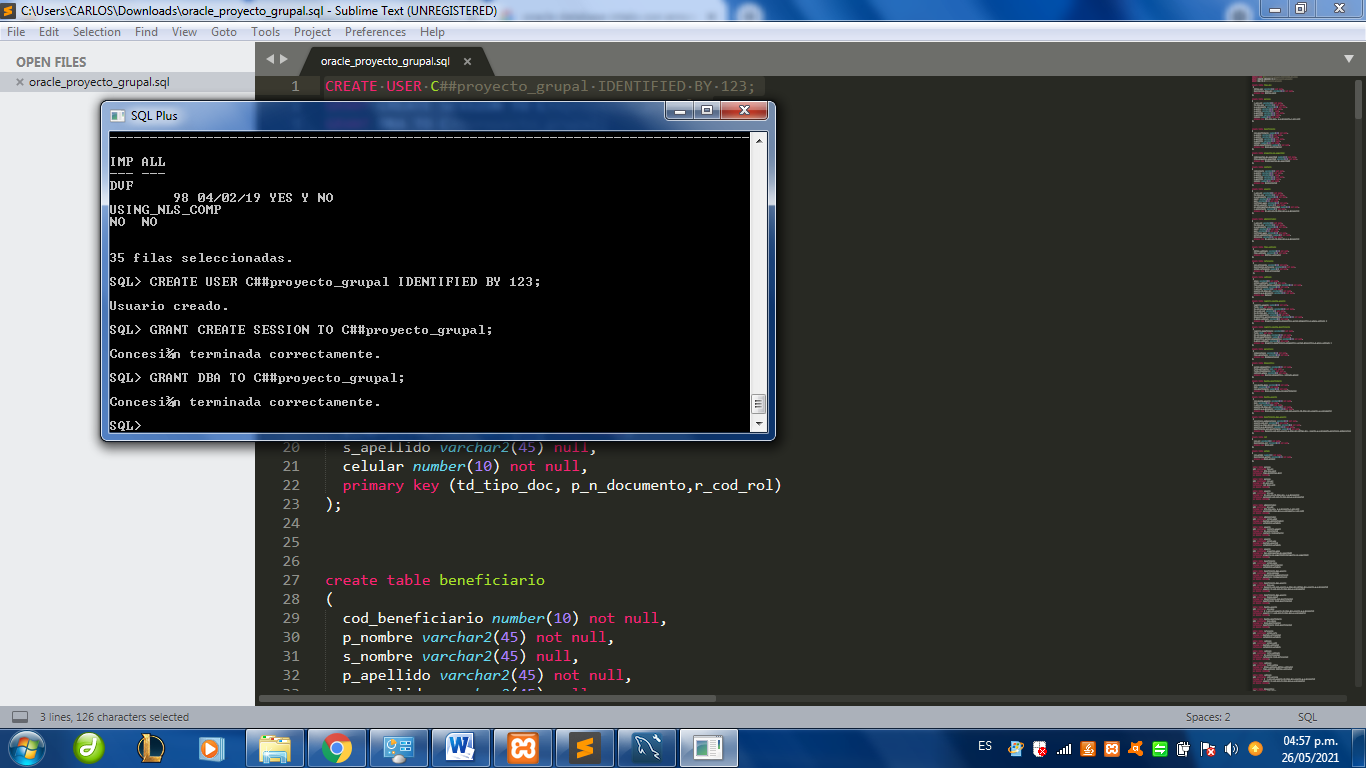 C:\Users\CARLOS\Downloads\oracle_proyecto_grupal.sql - Sublime Text (UNREGISTERED)
File Edit Selection Find View Goto Tools Project Preferences Help
OPEN FILES
oracle_proyecto_grupal.sql
oracle_proyecto_grupal.sql
1 CREATE USER C##proyecto_grupal IDENTIFIED BY 123;
SQL Plus
IMP ALL
--- ---
DVF
98 04/02/19 YES Y NO
USING_NLS_COMP
NO NO
35 filas seleccionadas.
SQL> CREATE USER C##proyecto_grupal IDENTIFIED BY 123;
Usuario creado.
SQL> GRANT CREATE SESSION TO C##proyecto_grupal;
Concesi¾n terminada correctamente.
SQL> GRANT DBA TO C##proyecto_grupal;
Concesi¾n terminada correctamente.
SQL>
20 s_apellido varchar2(45) null,
21 celular number(10) not null,
22 primary key (td_tipo_doc, p_n_documento,r_cod_rol)
23 );
24
25
26
27 create table beneficiario
28 (
29 cod_beneficiario number(10) not null,
30 p_nombre varchar2(45) not null,
31 s_nombre varchar2(45) null,
32 p_apellido varchar2(45) not null,
3 lines, 126 characters selected
Spaces: 2
SQL
ES
04:57 p.m.
26/05/2021